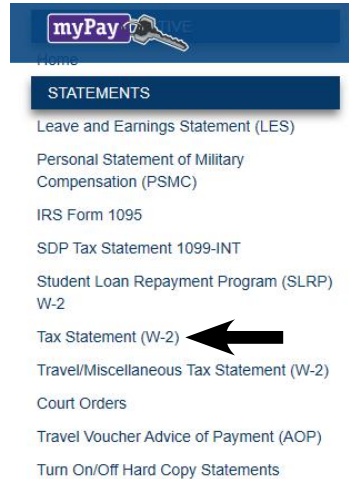 myPay
Home
STATEMENTS
Leave and Earnings Statement (LES)
Personal Statement of Military
Compensation (PSMC)
IRS Form 1095
SDP Tax Statement 1099-INT
Student Loan Repayment Program (SLRP)
W-2
Tax Statement (W-2)
Travel/Miscellaneous Tax Statement (W-2)
Court Orders
Travel Voucher Advice of Payment (AOP)
Turn On/Off Hard Copy Statements